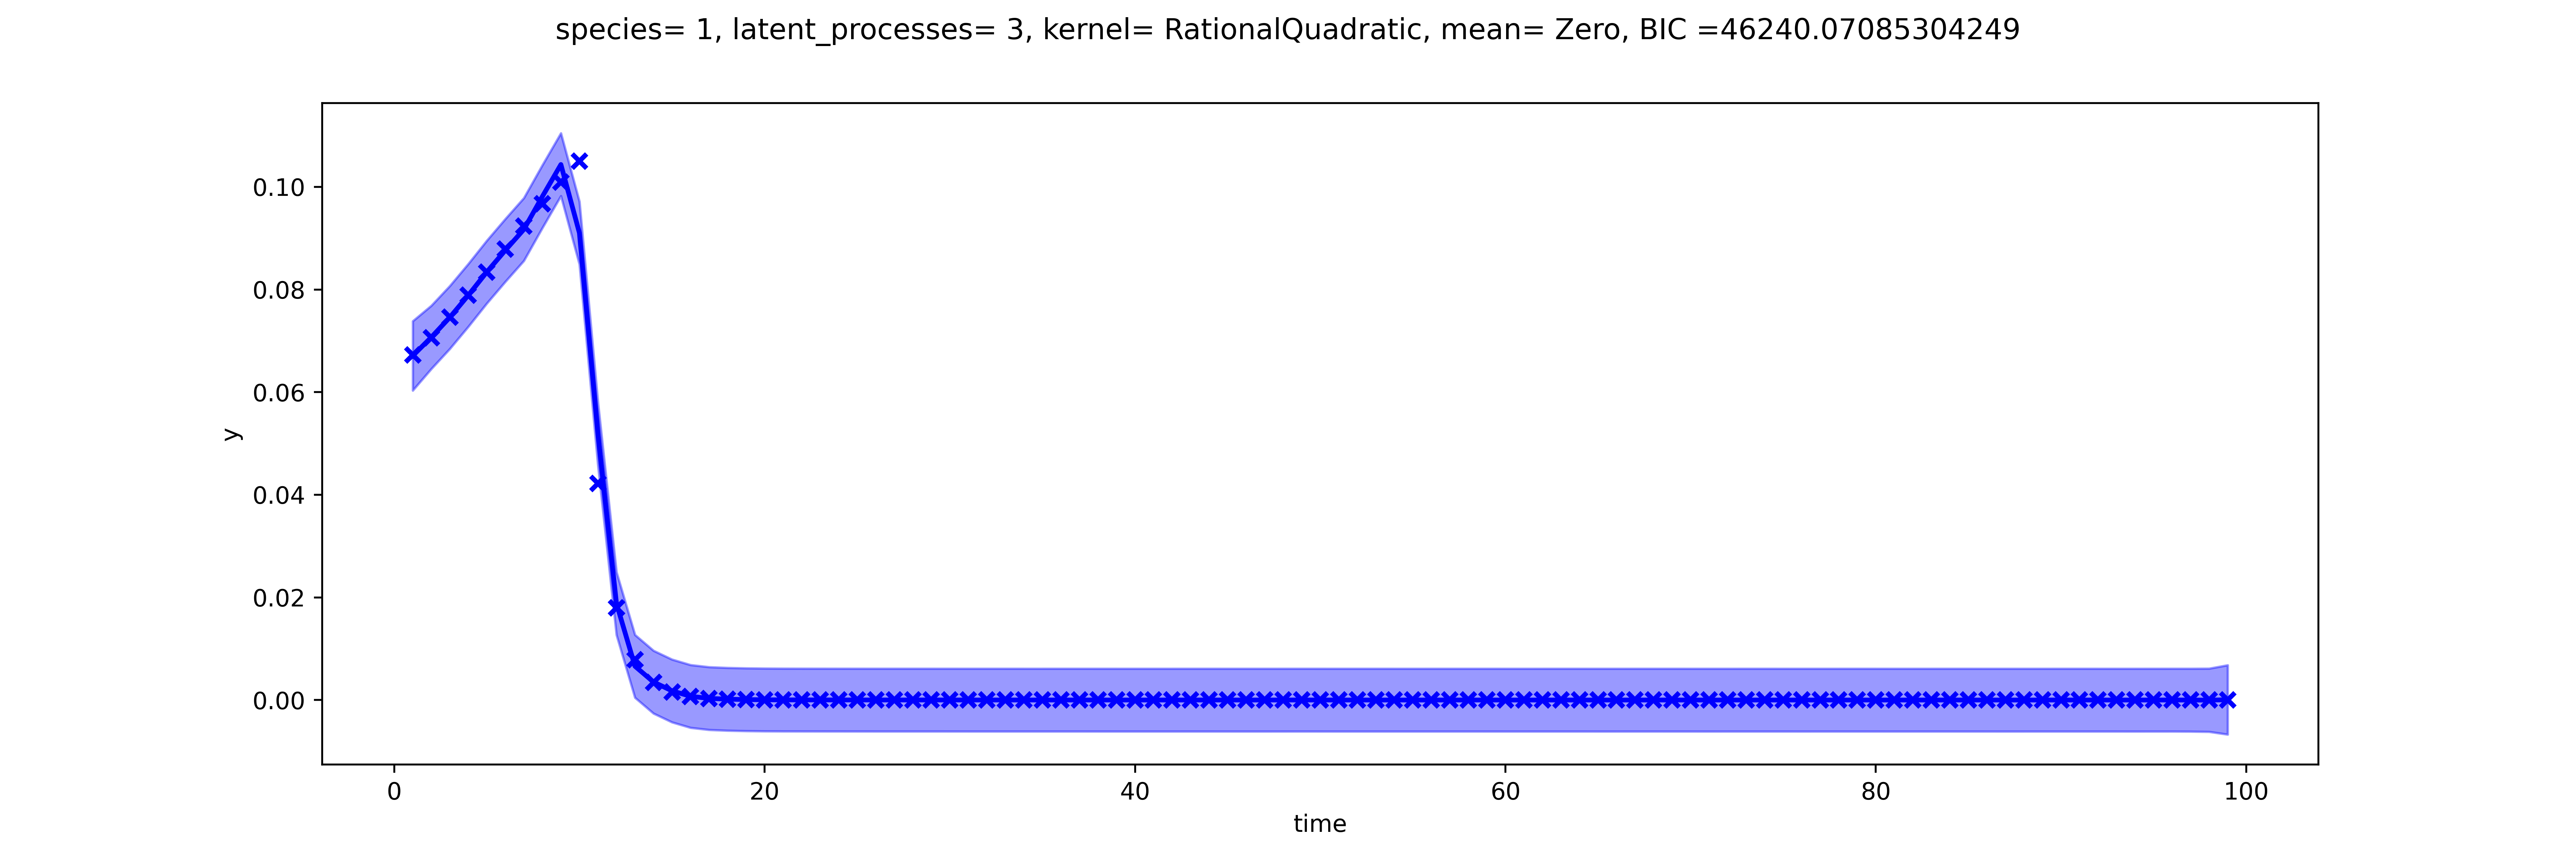 species= 1, latent_processes= 3, kernel= RationalQuadratic, mean= Zero, BIC =46240.07085304249
0.10
0.08
0.06
0.04
0.02
0.00
y
0 20 40 60 80 100
time